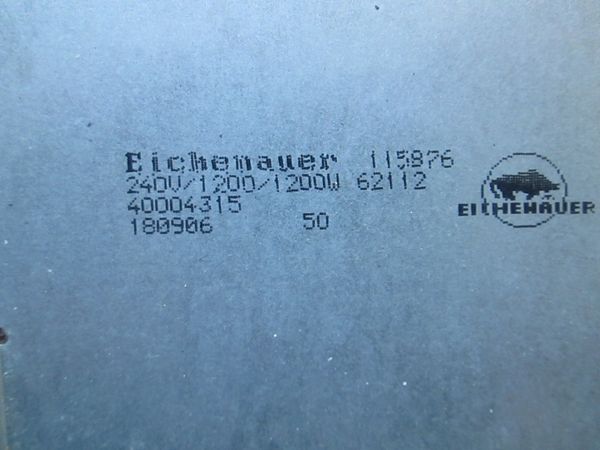 Eichenauer 115876
240V/1200/1200W 62112
40004315
180906 50
EICHENAUER